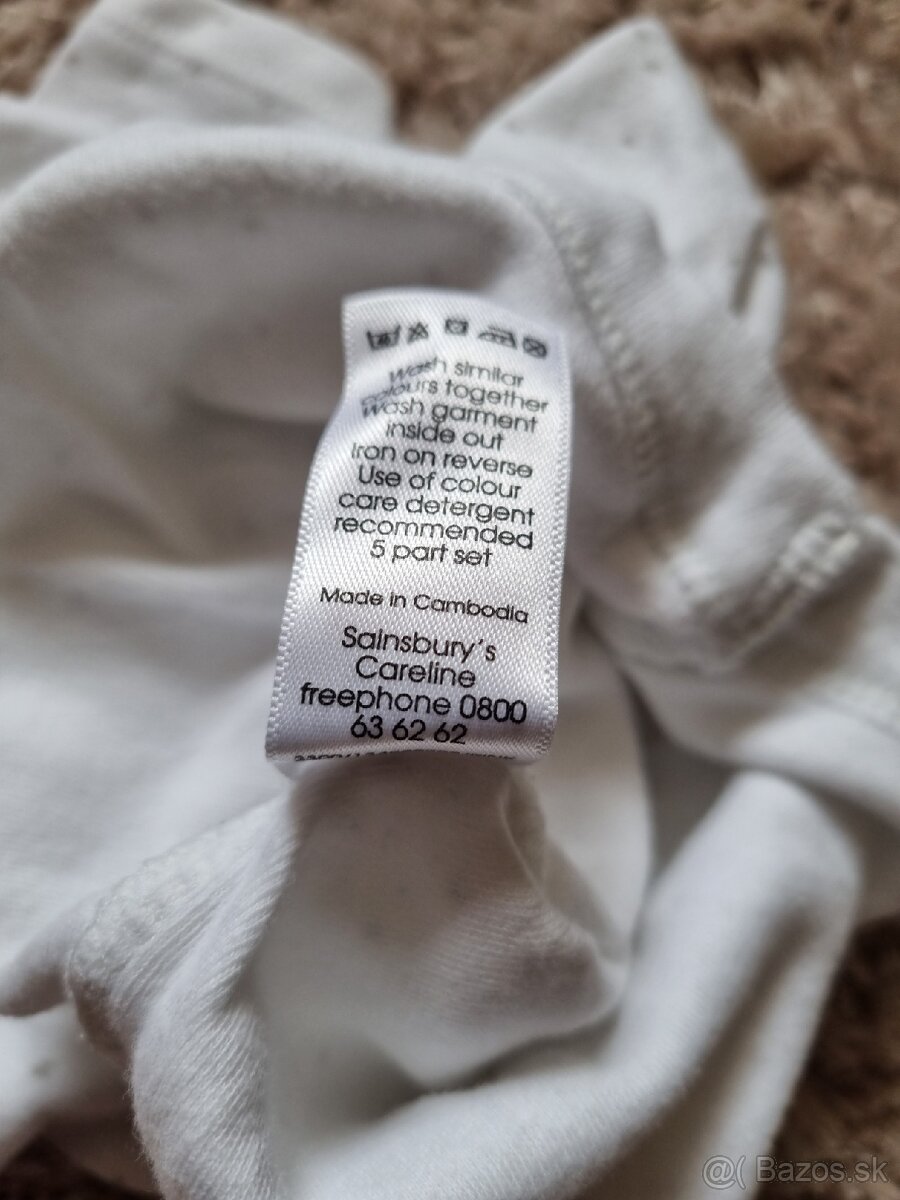 wash similar
colours together
wash garment
inside out
Iron on reverse
Use of colour
care detergent
recommended
5 part set
Made in Cambodia
Sainsbury's
Careline
freephone 0800
63 62 62
@( Bazos.sk